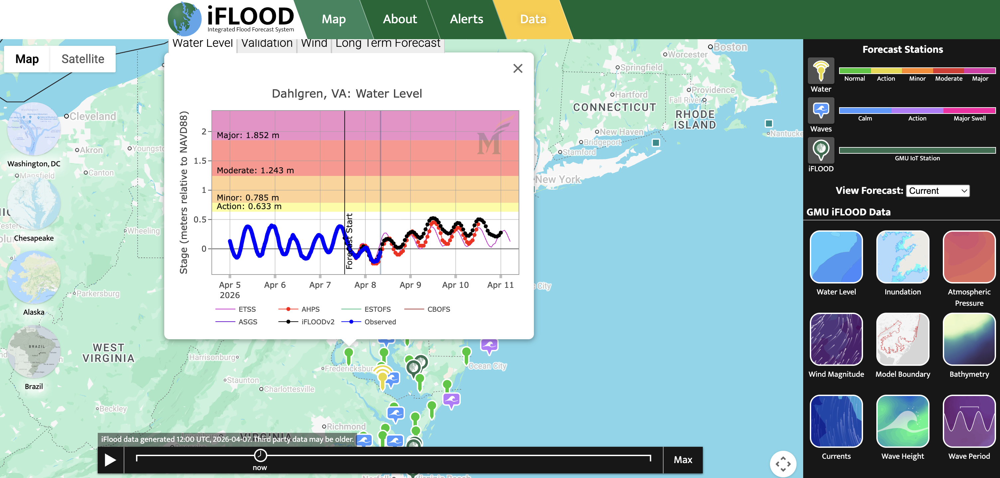 iFLOOD
Integrated Flood Forecast System
Map
About
Alerts
Data
Water Level
Validation
Wind
Long Term Forecast
Map
Satellite
Dahlgren, VA: Water Level
Stage (meters relative to NAVD88)
2
1.5
1
0.5
0
Major: 1.852 m
Moderate: 1.243 m
Minor: 0.785 m
Action: 0.633 m
Forecast Start
M
Apr 5
2026
Apr 6
Apr 7
Apr 8
Apr 9
Apr 10
Apr 11
ETSS
AHPS
ESTOFS
CBOFS
ASGS
iFLOODv2
Observed
Washington, DC
Chesapeake
Alaska
BRAZIL
Brazil
Cleveland
Akron
Youngsto
Canton
Mansfield
Wheeling
Parkersburg
WEST
VIRGINIA
Harrisonburg
Fredericksbur
Staunton
Charlottesville
Beckley
Richmond
VIRGINIA
Ocean City
Boston
Worcester
Springfield
Providence
Hartford
Fall River
CONNECTICUT
RHODE
ISLAND
New Haven
Bridgeport
Stamford
Nantucke
New York
City
Virginia Beach
iFlood data generated 12:00 UTC, 2026-04-07. Third party data may be older.
now
Max
Forecast Stations
Water
Normal
Action
Minor
Moderate
Major
Waves
Calm
Action
Major Swell
iFLOOD
GMU IoT Station
View Forecast:
Current
GMU iFLOOD Data
Water Level
Inundation
Atmospheric
Pressure
Wind Magnitude
Model Boundary
Bathymetry
Currents
Wave Height
Wave Period